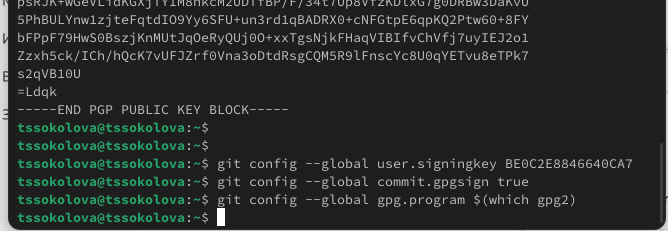 5PhBULYnw1zjteFqtdIO9Yy6SFU+un3rd1qBADRX0+cNFGtpE6qpKQ2Ptw60+8FY
bFPpF79HwS0BszjKnMUtJqOeRyQUj0O+xxTgsNjkFHaqVIBIfvChVfj7uyIEJ2o1
Zzxh5ck/ICh/hQcK7vUFJZrf0Vna3oDtdRsgCQM5R9lFnscYc8U0qYETvu8eTPk7
s2qVB10U
=Ldqk
-----END PGP PUBLIC KEY BLOCK-----
tssokolova@tssokolova:~$
tssokolova@tssokolova:~$
tssokolova@tssokolova:~$ git config --global user.signingkey BE0C2E8846640CA7
tssokolova@tssokolova:~$ git config --global commit.gpgsign true
tssokolova@tssokolova:~$ git config --global gpg.program $(which gpg2)
tssokolova@tssokolova:~$